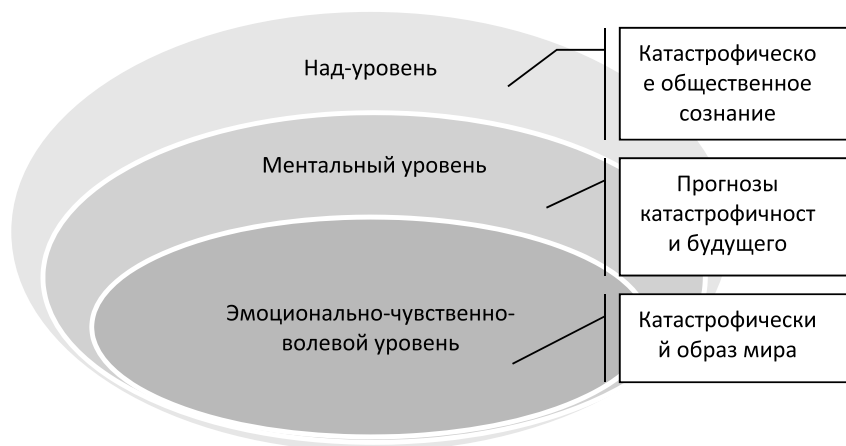 Над-уровень
Катастрофическо
е общественное
сознание
Ментальный уровень
Прогнозы
катастрофичност
и будущего
Эмоционально-чувственно-
волевой уровень
Катастрофически
й образ мира